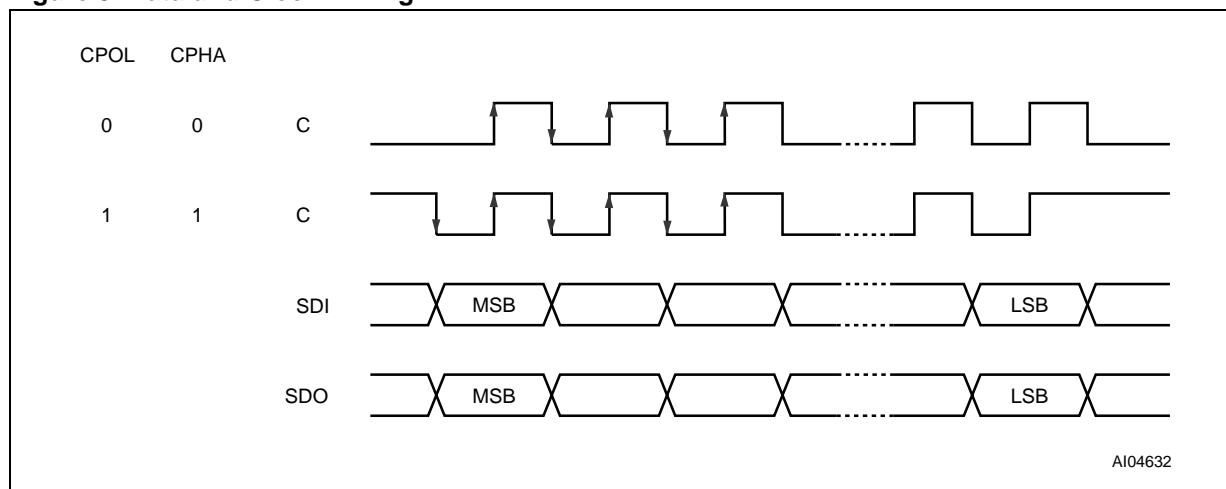 CPOL CPHA
0 0 C
1 1 C
SDI MSB LSB
SDO MSB LSB
AI04632